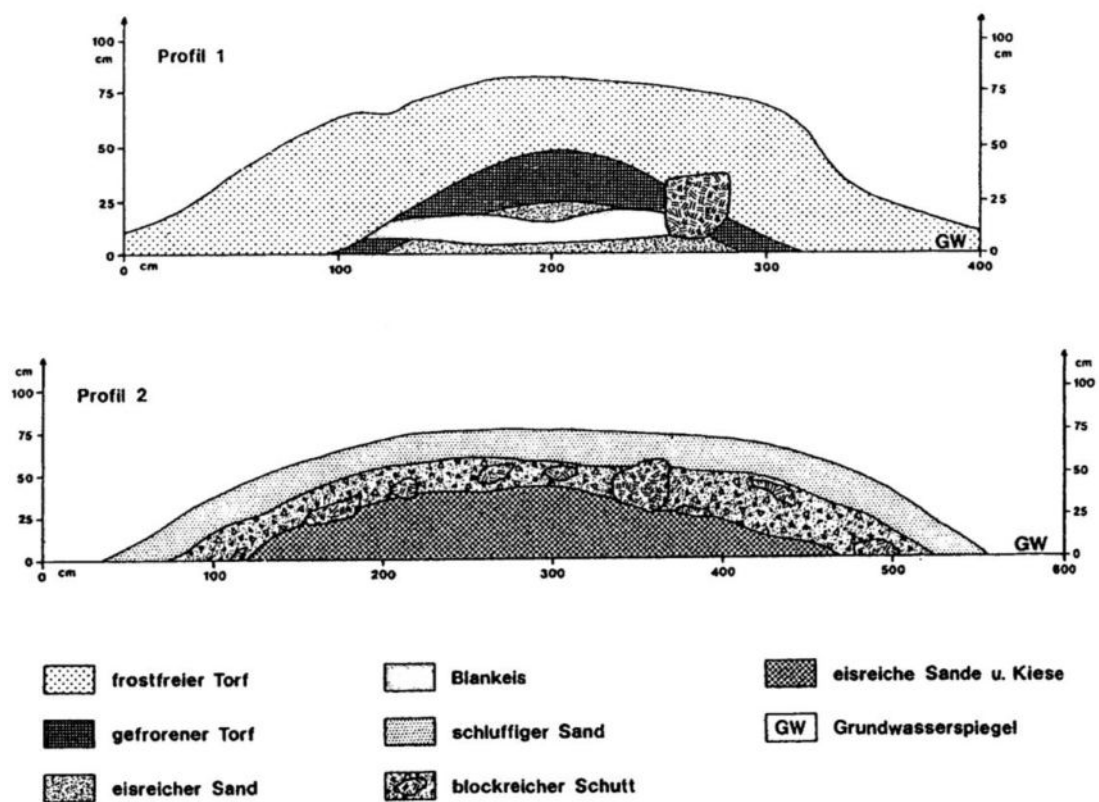 Profil 1
100
cm
75
50
25
0
cm
100
200
300
400
100
cm
75
50
25
0
GW
Profil 2
cm
100
75
50
25
0
0
cm
100
200
300
400
500
600
cm
100
75
50
25
0
GW
frostfreier Torf
gefrorener Torf
eisreicher Sand
Blankeis
schluffiger Sand
blockreicher Schutt
eisreiche Sande u. Kiese
GW Grundwasserspiegel